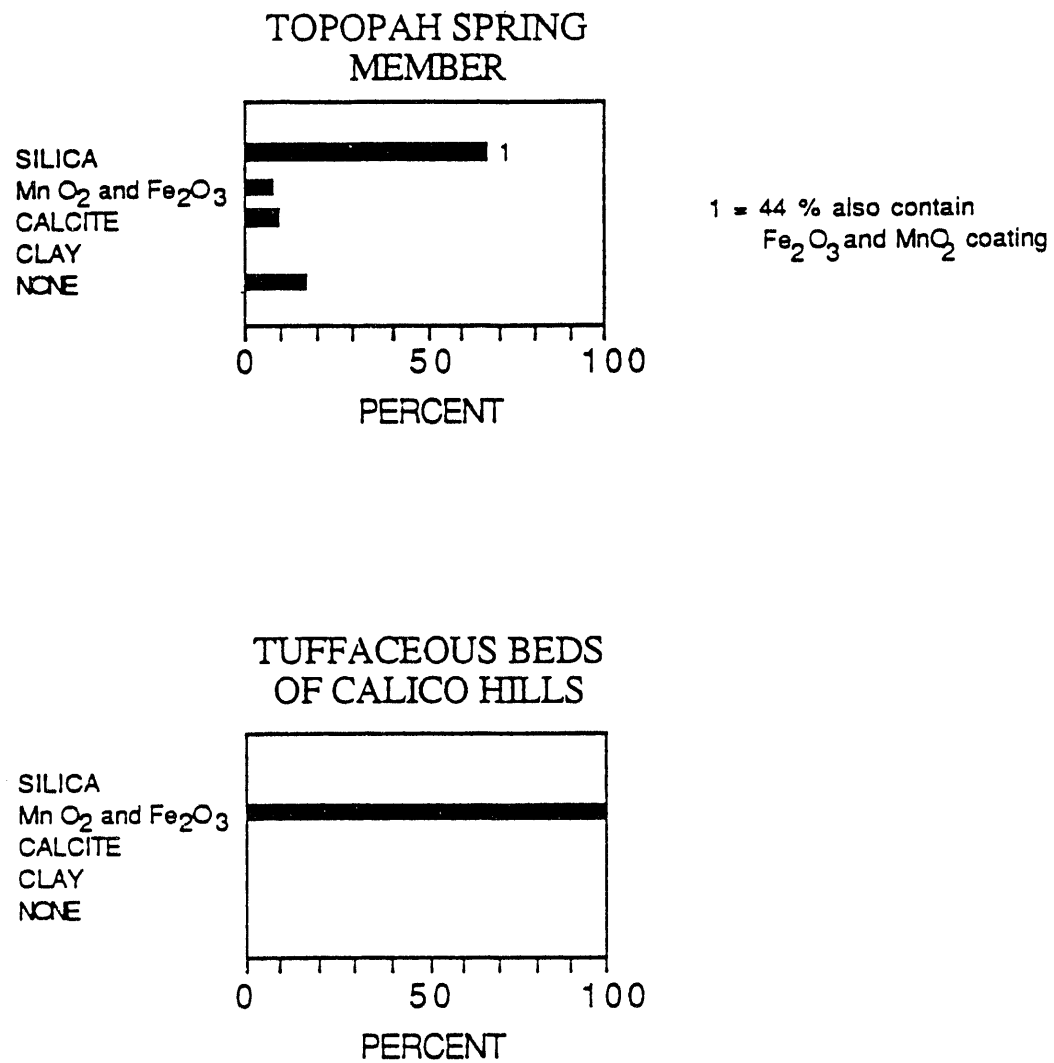 TOPOPAH SPRING
MEMBER
SILICA
Mn O2 and Fe2O3
CALCITE
CLAY
NONE
1
1 = 44 % also contain
Fe2O3 and MnO2 coating
0 50 100
PERCENT
TUFFACEOUS BEDS
OF CALICO HILLS
SILICA
Mn O2 and Fe2O3
CALCITE
CLAY
NONE
0 50 100
PERCENT